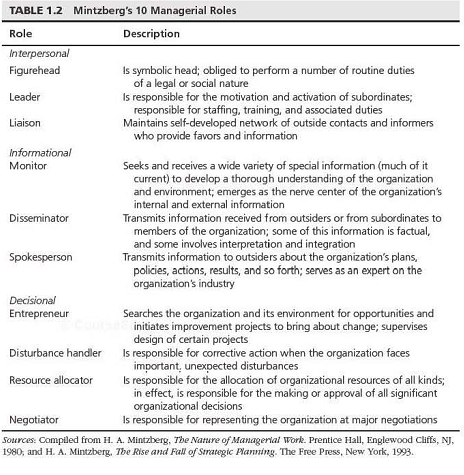 TABLE 1.2 Mintzberg's 10 Managerial Roles
Role Description
Interpersonal
Figurehead Is symbolic head; obliged to perform a number of routine duties
of a legal or social nature
Leader Is responsible for the motivation and activation of subordinates;
responsible for staffing, training, and associated duties
Liaison Maintains self-developed network of outside contacts and informers
who provide favors and information
Informational
Monitor Seeks and receives a wide variety of special information (much of it
current) to develop a thorough understanding of the organization
and environment; emerges as the nerve center of the organization's
internal and external information
Disseminator Transmits information received from outsiders or from subordinates to
members of the organization; some of this information is factual,
and some involves interpretation and integration
Spokesperson Transmits information to outsiders about the organization's plans,
policies, actions, results, and so forth; serves as an expert on the
organization's industry
Decisional
Entrepreneur Searches the organization and its environment for opportunities and
initiates improvement projects to bring about change; supervises
design of certain projects
Disturbance handler Is responsible for corrective action when the organization faces
important, unexpected disturbances
Resource allocator Is responsible for the allocation of organizational resources of all kinds;
in effect, is responsible for the making or approval of all significant
organizational decisions
Negotiator Is responsible for representing the organization at major negotiations
Sources: Compiled from H. A. Mintzberg, The Nature of Managerial Work. Prentice Hall, Englewood Cliffs, NJ,
1980; and H. A. Mintzberg, The Rise and Fall of Strategic Planning. The Free Press, New York, 1993.